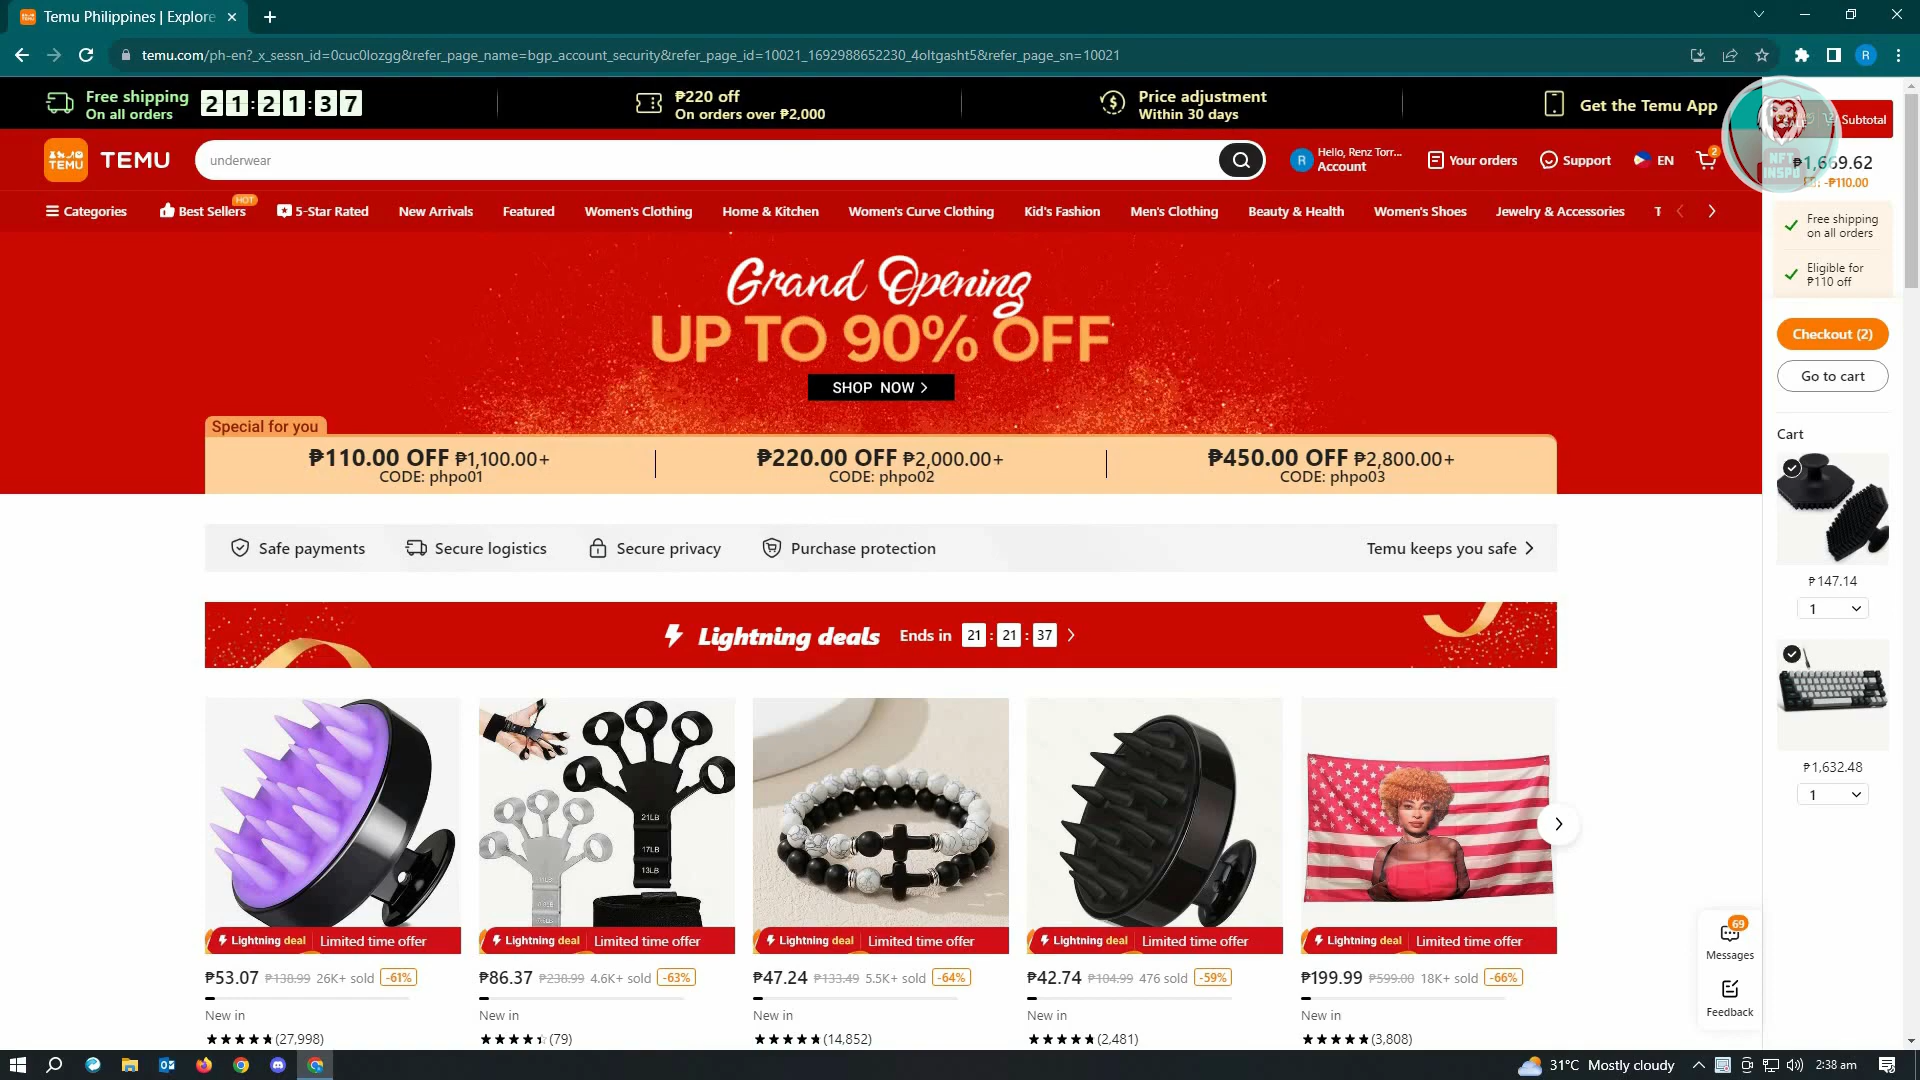 Temu Philippines | Explore
temu.com/ph-en?_x_sessn_id=0cuc0lozgg&refer_page_name=bgp_account_security&refer_page_id=10021_1692988652230_4oltgasht5&refer_page_sn=10021
R
Free shipping
On all orders
21:21:37
₱220 off
On orders over ₱2,000
Price adjustment
Within 30 days
Get the Temu App
TEMU
TEMU
underwear
R
Hello, Renz Torr...
Account
Your orders
Support
EN
2
Categories
Best Sellers
HOT
5-Star Rated
New Arrivals
Featured
Women's Clothing
Home & Kitchen
Women's Curve Clothing
Kid's Fashion
Men's Clothing
Beauty & Health
Women's Shoes
Jewelry & Accessories
Grand Opening
UP TO 90% OFF
SHOP NOW >
Special for you
₱110.00 OFF ₱1,100.00+
CODE: phpo01
₱220.00 OFF ₱2,000.00+
CODE: phpo02
₱450.00 OFF ₱2,800.00+
CODE: phpo03
Safe payments
Secure logistics
Secure privacy
Purchase protection
Temu keeps you safe >
Lightning deals
Ends in 21 : 21 : 37 >
21LB
17LB
13LB
Lightning deal | Limited time offer
₱53.07 ₱138.99 26K+ sold -61%
New in
(27,998)
Lightning deal | Limited time offer
₱86.37 ₱238.99 4.6K+ sold -63%
New in
(79)
Lightning deal | Limited time offer
₱47.24 ₱133.49 5.5K+ sold -64%
New in
(14,852)
Lightning deal | Limited time offer
₱42.74 ₱104.99 476 sold -59%
New in
(2,481)
Lightning deal | Limited time offer
₱199.99 ₱599.00 18K+ sold -66%
New in
(3,808)
SALE
NFT
INSPO
Subtotal
₱1,669.62
-₱110.00
Free shipping
on all orders
Eligible for
₱110 off
Checkout (2)
Go to cart
Cart
₱147.14
1
₱1,632.48
1
69
Messages
Feedback
31°C Mostly cloudy
2:38 am